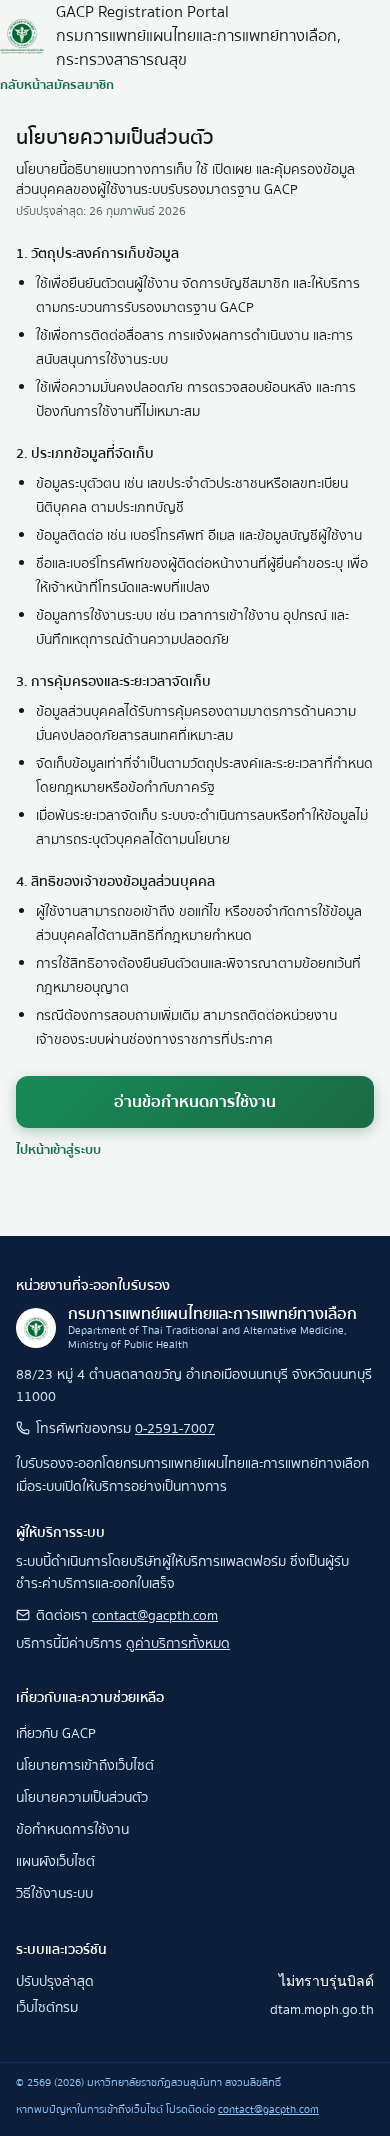 GACP Registration Portal
กรมการแพทย์แผนไทยและการแพทย์ทางเลือก,
กระทรวงสาธารณสุข
กลับหน้าสมัครสมาชิก
นโยบายความเป็นส่วนตัว
นโยบายนี้อธิบายแนวทางการเก็บ ใช้ เปิดเผย และคุ้มครองข้อมูล
ส่วนบุคคลของผู้ใช้งานระบบรับรองมาตรฐาน GACP
ปรับปรุงล่าสุด: 26 กุมภาพันธ์ 2026
1. วัตถุประสงค์การเก็บข้อมูล
• ใช้เพื่อยืนยันตัวตนผู้ใช้งาน จัดการบัญชีสมาชิก และให้บริการ
ตามกระบวนการรับรองมาตรฐาน GACP
• ใช้เพื่อการติดต่อสื่อสาร การแจ้งผลการดำเนินงาน และการ
สนับสนุนการใช้งานระบบ
• ใช้เพื่อความมั่นคงปลอดภัย การตรวจสอบย้อนหลัง และการ
ป้องกันการใช้งานที่ไม่เหมาะสม
2. ประเภทข้อมูลที่จัดเก็บ
• ข้อมูลระบุตัวตน เช่น เลขประจำตัวประชาชนหรือเลขทะเบียน
นิติบุคคล ตามประเภทบัญชี
• ข้อมูลติดต่อ เช่น เบอร์โทรศัพท์ อีเมล และข้อมูลบัญชีผู้ใช้งาน
• ชื่อและเบอร์โทรศัพท์ของผู้ติดต่อหน้างานที่ผู้ยื่นคำขอระบุ เพื่อ
ให้เจ้าหน้าที่โทรนัดและพบที่แปลง
• ข้อมูลการใช้งานระบบ เช่น เวลาการเข้าใช้งาน อุปกรณ์ และ
บันทึกเหตุการณ์ด้านความปลอดภัย
3. การคุ้มครองและระยะเวลาจัดเก็บ
• ข้อมูลส่วนบุคคลได้รับการคุ้มครองตามมาตรการด้านความ
มั่นคงปลอดภัยสารสนเทศที่เหมาะสม
• จัดเก็บข้อมูลเท่าที่จำเป็นตามวัตถุประสงค์และระยะเวลาที่กำหนด
โดยกฎหมายหรือข้อกำกับภาครัฐ
• เมื่อพ้นระยะเวลาจัดเก็บ ระบบจะดำเนินการลบหรือทำให้ข้อมูลไม่
สามารถระบุตัวบุคคลได้ตามนโยบาย
4. สิทธิของเจ้าของข้อมูลส่วนบุคคล
• ผู้ใช้งานสามารถขอเข้าถึง ขอแก้ไข หรือขอจำกัดการใช้ข้อมูล
ส่วนบุคคลได้ตามสิทธิที่กฎหมายกำหนด
• การใช้สิทธิอาจต้องยืนยันตัวตนและพิจารณาตามข้อยกเว้นที่
กฎหมายอนุญาต
• กรณีต้องการสอบถามเพิ่มเติม สามารถติดต่อหน่วยงาน
เจ้าของระบบผ่านช่องทางราชการที่ประกาศ
อ่านข้อกำหนดการใช้งาน
ไปหน้าเข้าสู่ระบบ
หน่วยงานที่จะออกใบรับรอง
กรมการแพทย์แผนไทยและการแพทย์ทางเลือก
Department of Thai Traditional and Alternative Medicine,
Ministry of Public Health
88/23 หมู่ 4 ตำบลตลาดขวัญ อำเภอเมืองนนทบุรี จังหวัดนนทบุรี
11000
โทรศัพท์ของกรม 0-2591-7007
ใบรับรองจะออกโดยกรมการแพทย์แผนไทยและการแพทย์ทางเลือก
เมื่อระบบเปิดให้บริการอย่างเป็นทางการ
ผู้ให้บริการระบบ
ระบบนี้ดำเนินการโดยบริษัทผู้ให้บริการแพลตฟอร์ม ซึ่งเป็นผู้รับ
ชำระค่าบริการและออกใบเสร็จ
ติดต่อเรา contact@gacpth.com
บริการนี้มีค่าบริการ ดูค่าบริการทั้งหมด
เกี่ยวกับและความช่วยเหลือ
เกี่ยวกับ GACP
นโยบายการเข้าถึงเว็บไซต์
นโยบายความเป็นส่วนตัว
ข้อกำหนดการใช้งาน
แผนผังเว็บไซต์
วิธีใช้งานระบบ
ระบบและเวอร์ชัน
ปรับปรุงล่าสุด ไม่ทราบรุ่นบิลด์
เว็บไซต์กรม dtam.moph.go.th
© 2569 (2026) มหาวิทยาลัยราชภัฏสวนสุนันทา สงวนลิขสิทธิ์
หากพบปัญหาในการเข้าถึงเว็บไซต์ โปรดติดต่อ contact@gacpth.com